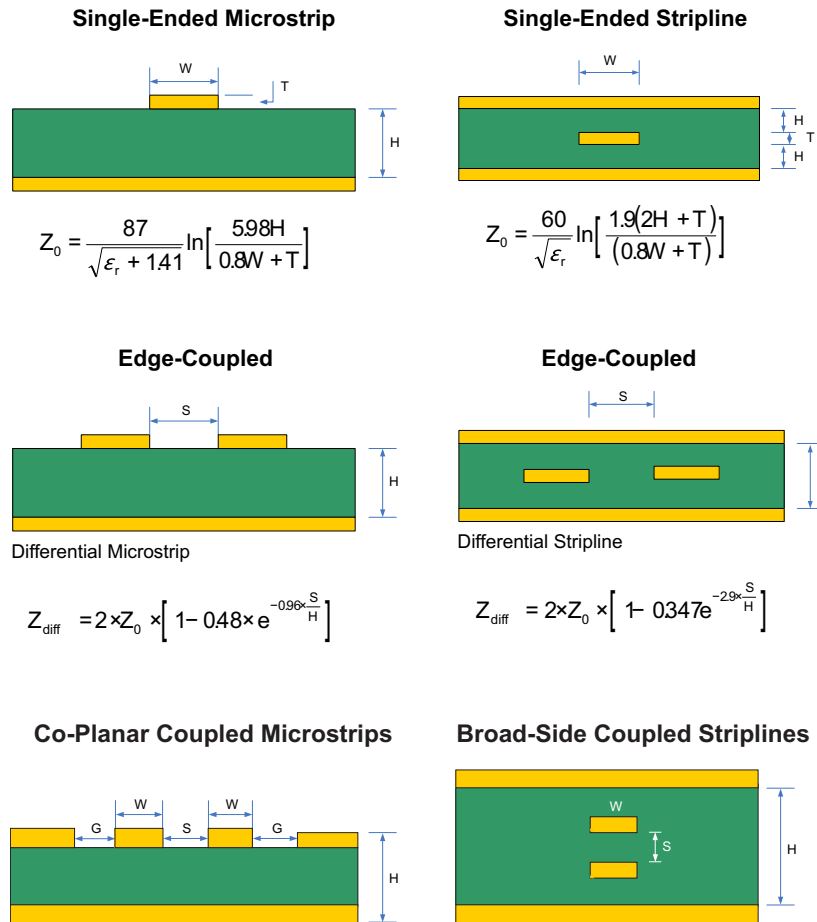 Single-Ended Microstrip
W
T
H
Z0 = 87 / √(εr + 1.41) ln[ 5.98H / 0.8W + T ]
Single-Ended Stripline
W
H
T
H
Z0 = 60 / √εr ln[ 1.9(2H + T) / (0.8W + T) ]
Edge-Coupled
S
H
Differential Microstrip
Zdiff = 2×Z0 ×[ 1− 0.48× e^(−0.96×S/H) ]
Edge-Coupled
S
Differential Stripline
Zdiff = 2×Z0 ×[ 1− 0.347e^(−2.9×S/H) ]
Co-Planar Coupled Microstrips
W
W
G
S
G
H
Broad-Side Coupled Striplines
W
S
H